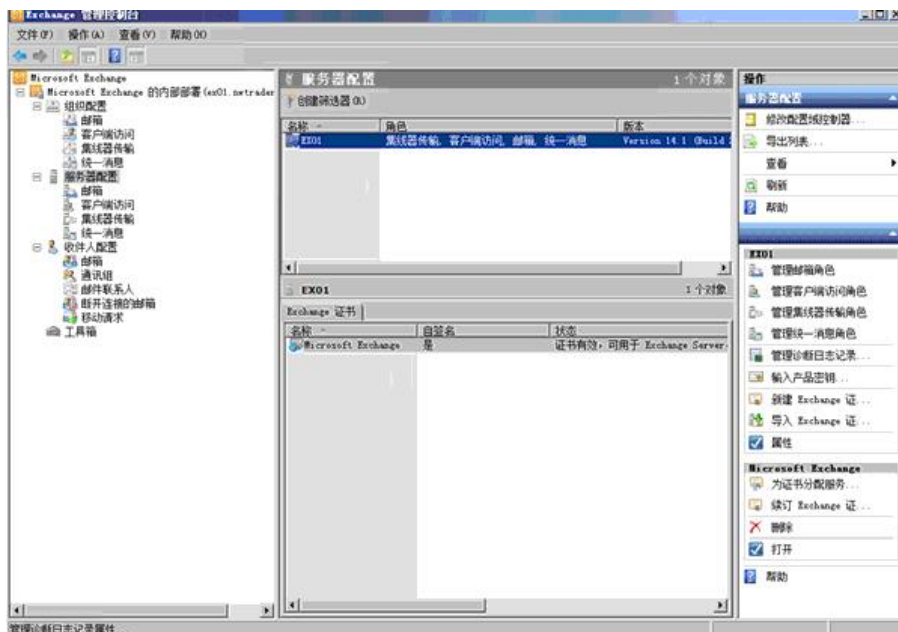 Exchange 管理控制台
文件(F) 操作(A) 查看(V) 帮助(H)
Microsoft Exchange
Microsoft Exchange 的内部部署(ex01.nwtrader
组织配置
邮箱
客户端访问
集线器传输
统一消息
服务器配置
邮箱
客户端访问
集线器传输
统一消息
收件人配置
邮箱
通讯组
邮件联系人
断开连接的邮箱
移动请求
工具箱
服务器配置 1 个对象
创建筛选器(R)
名称 角色 版本
EX01 集线器传输, 客户端访问, 邮箱, 统一消息 Version 14.1 (Build
EX01 1 个对象
Exchange 证书
名称 自签名 状态
Microsoft Exchange 是 证书有效,可用于 Exchange Server
操作
服务器配置
修改配置域控制器...
导出列表...
查看
刷新
帮助
EX01
管理邮箱角色
管理客户端访问角色
管理集线器传输角色
管理统一消息角色
管理诊断日志记录...
输入产品密钥...
新建 Exchange 证...
导入 Exchange 证...
属性
Microsoft Exchange
为证书分配服务...
续订 Exchange 证...
删除
打开
帮助
管理诊断日志记录属性